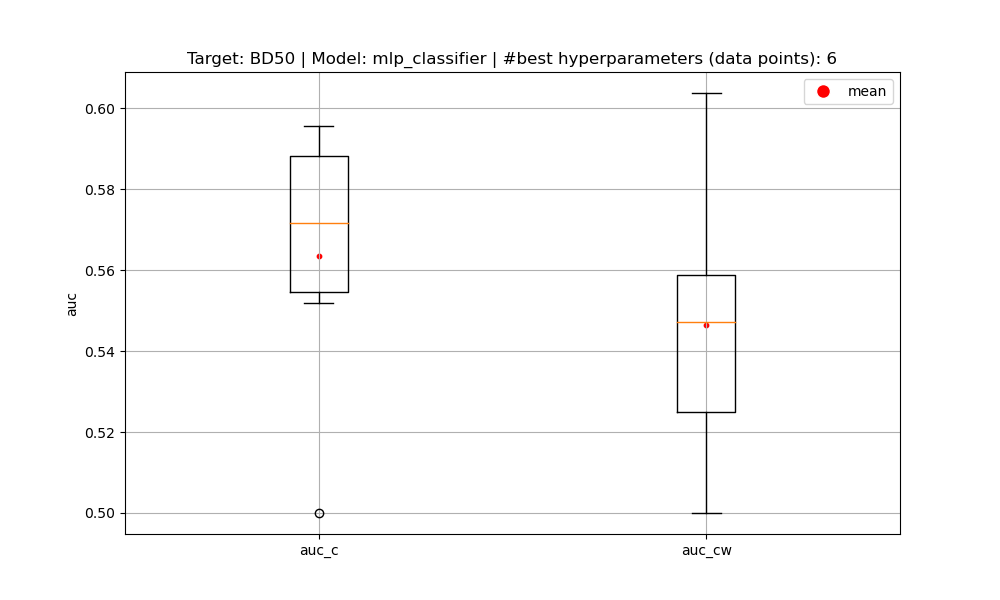 Target: BD50 | Model: mlp_classifier | #best hyperparameters (data points): 6
mean
0.60
0.58
0.56
0.54
0.52
0.50
auc
auc_c
auc_cw